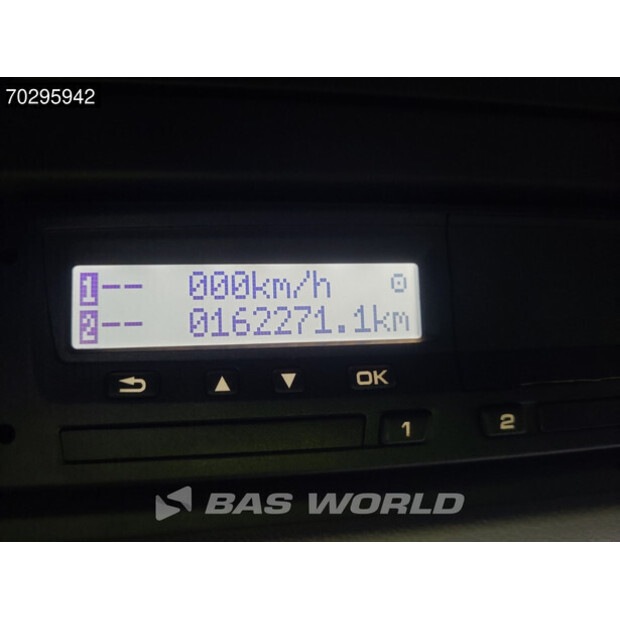 70295942
1-- 000km/h
2-- 0162271.1km
OK
1 2
BAS WORLD